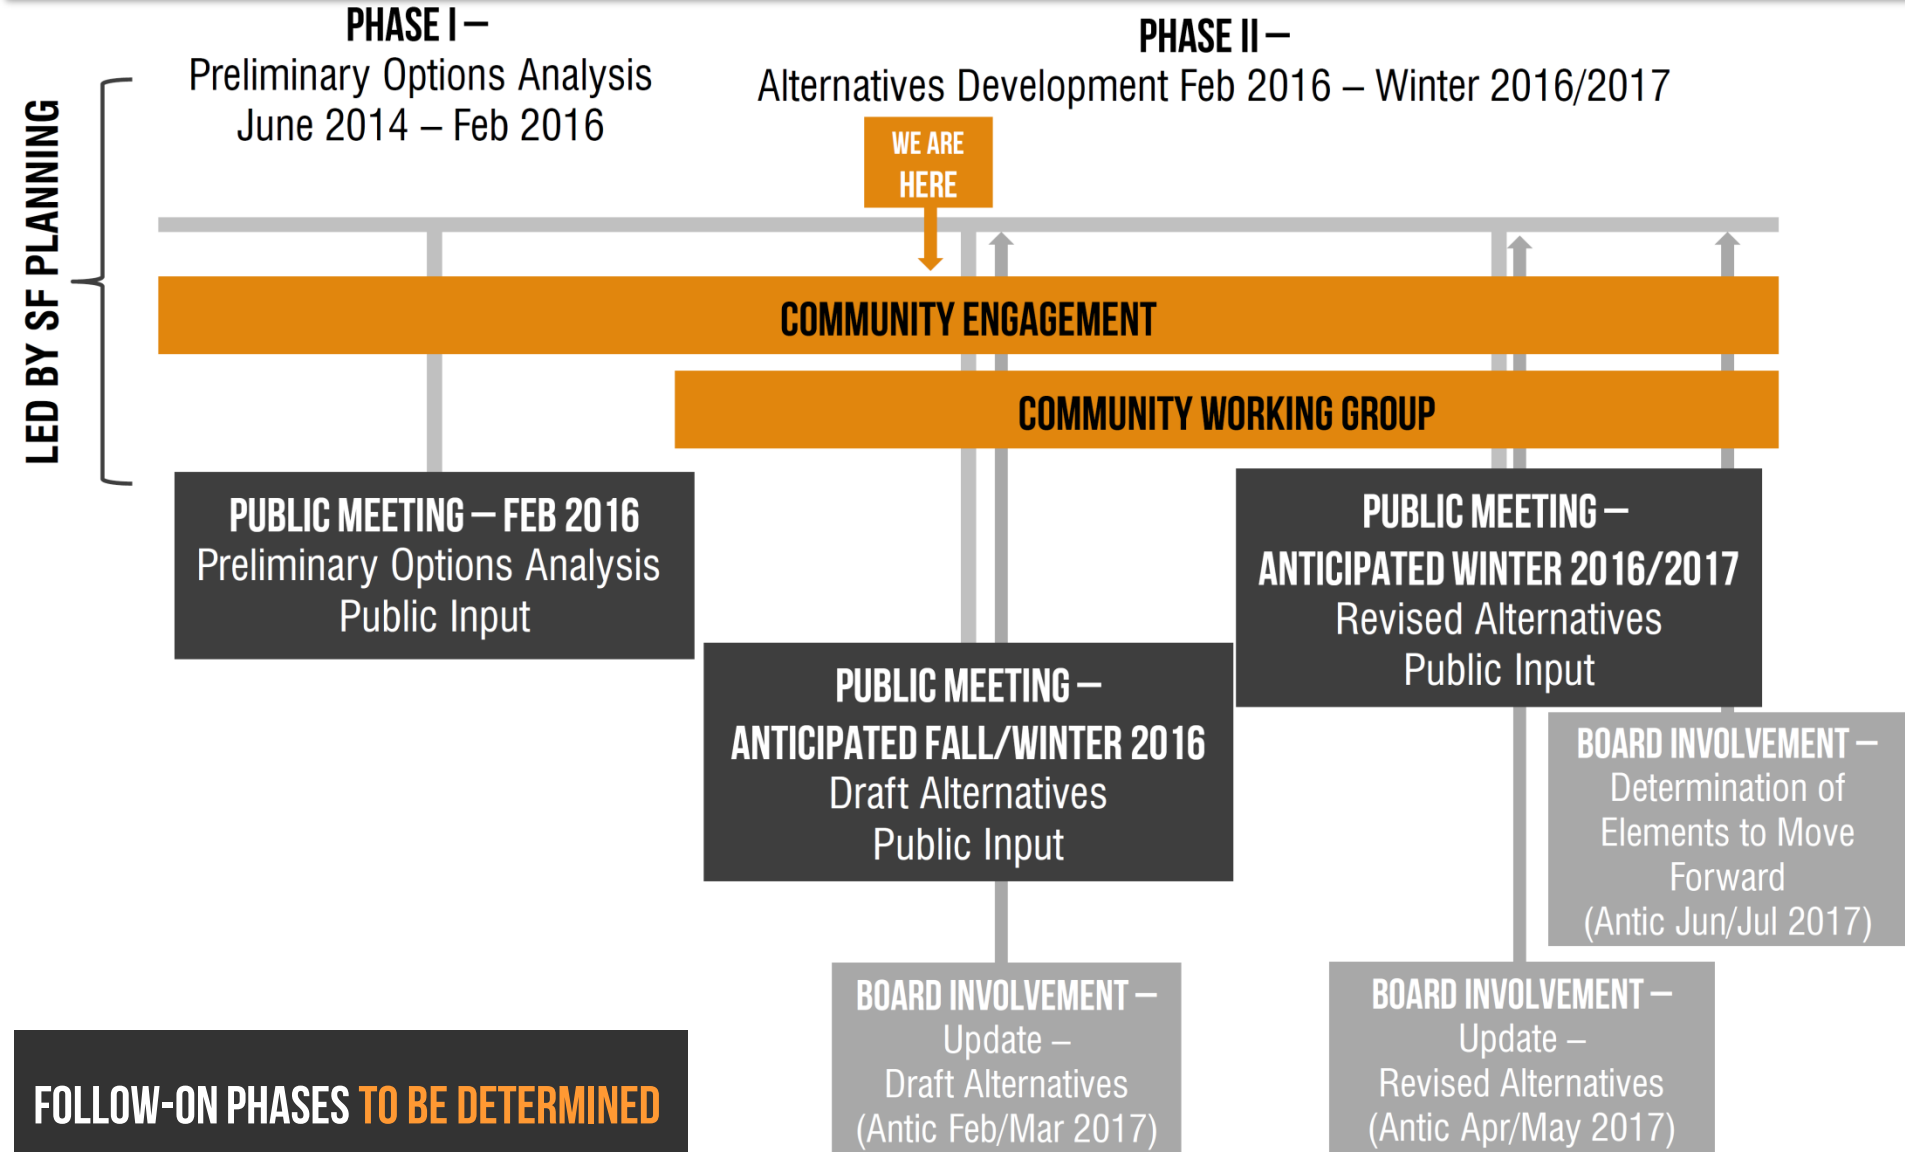 PHASE I –
Preliminary Options Analysis
June 2014 – Feb 2016
PHASE II –
Alternatives Development Feb 2016 – Winter 2016/2017
LED BY SF PLANNING
WE ARE
HERE
COMMUNITY ENGAGEMENT
COMMUNITY WORKING GROUP
PUBLIC MEETING – FEB 2016
Preliminary Options Analysis
Public Input
PUBLIC MEETING –
ANTICIPATED FALL/WINTER 2016
Draft Alternatives
Public Input
PUBLIC MEETING –
ANTICIPATED WINTER 2016/2017
Revised Alternatives
Public Input
BOARD INVOLVEMENT –
Determination of
Elements to Move
Forward
(Antic Jun/Jul 2017)
BOARD INVOLVEMENT –
Update –
Draft Alternatives
(Antic Feb/Mar 2017)
BOARD INVOLVEMENT –
Update –
Revised Alternatives
(Antic Apr/May 2017)
FOLLOW-ON PHASES TO BE DETERMINED